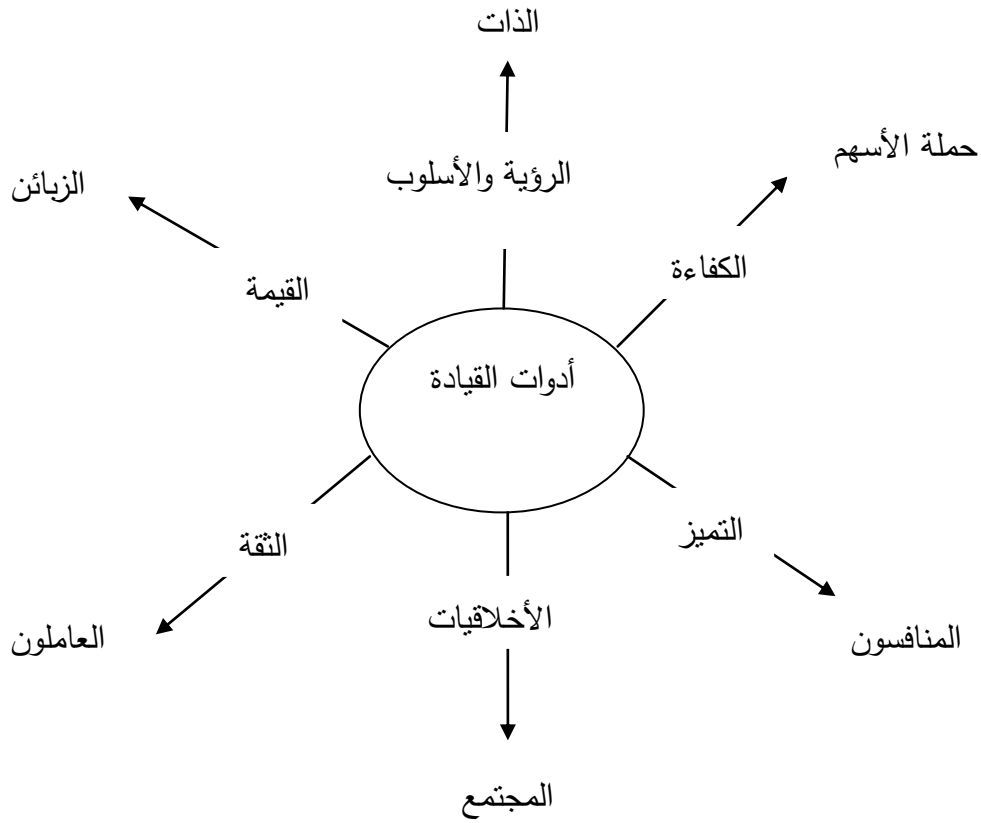 الذات
حملة الأسهم
الرؤية والأسلوب
الزبائن
الكفاءة
القيمة
أدوات القيادة
التميز
الثقة
الأخلاقيات
المنافسون
العاملون
المجتمع